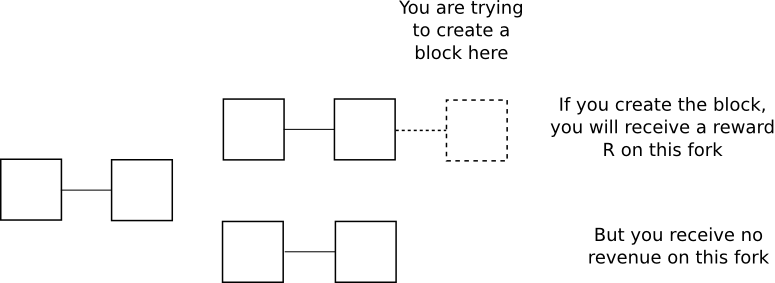 You are trying
to create a
block here
If you create the block,
you will receive a reward
R on this fork
But you receive no
revenue on this fork